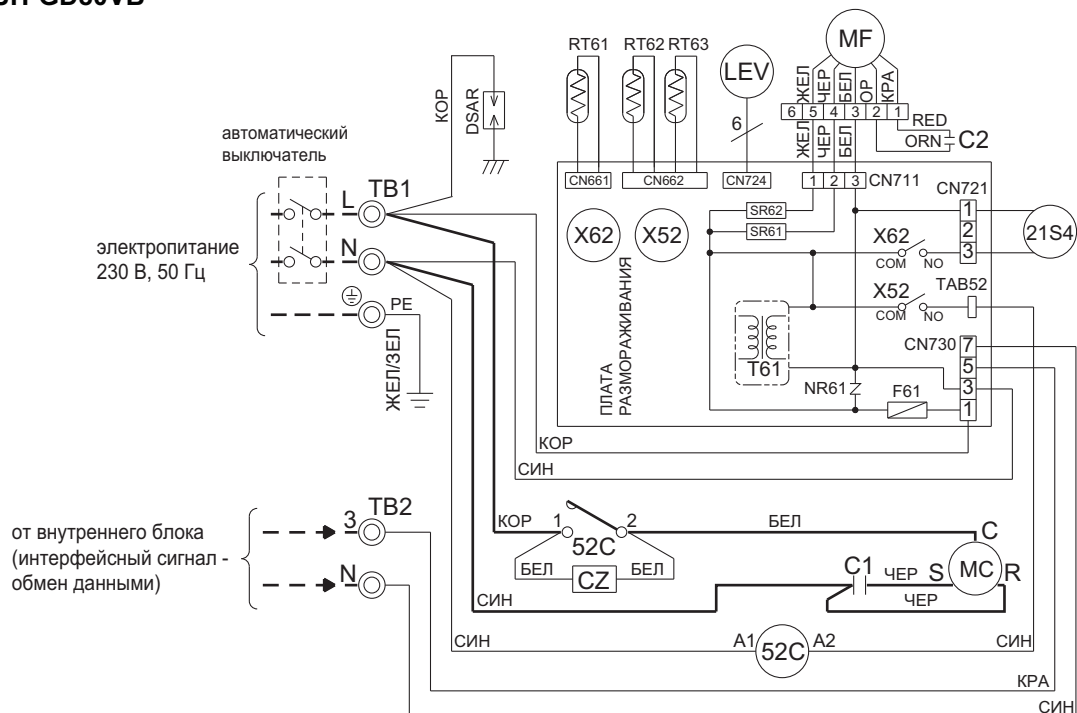 автоматический
выключатель
электропитание
230 В, 50 Гц
L
TB1
N
PE
ЖЕЛ/ЗЕЛ
КОР
DSAR
RT61
RT62
RT63
LEV
6
MF
ЖЕЛ
ЧЕР
БЕЛ
ОР
КРА
6 5 4 3 2 1
RED
ORN
C2
ЖЕЛ
ЧЕР
БЕЛ
CN661
CN662
CN724
1 2 3
CN711
CN721
1
2
3
21S4
SR62
SR61
X62
X52
X62
COM
NO
X52
COM
NO
TAB52
T61
ПЛАТА
РАЗМОРАЖИВАНИЯ
CN730
7
5
3
1
NR61
F61
КОР
СИН
от внутреннего блока
(интерфейсный сигнал -
обмен данными)
3
TB2
N
КОР
1
2
52C
БЕЛ
CZ
БЕЛ
БЕЛ
C
MC
S
R
C1
ЧЕР
ЧЕР
СИН
СИН
A1
52C
A2
СИН
КРА
СИН